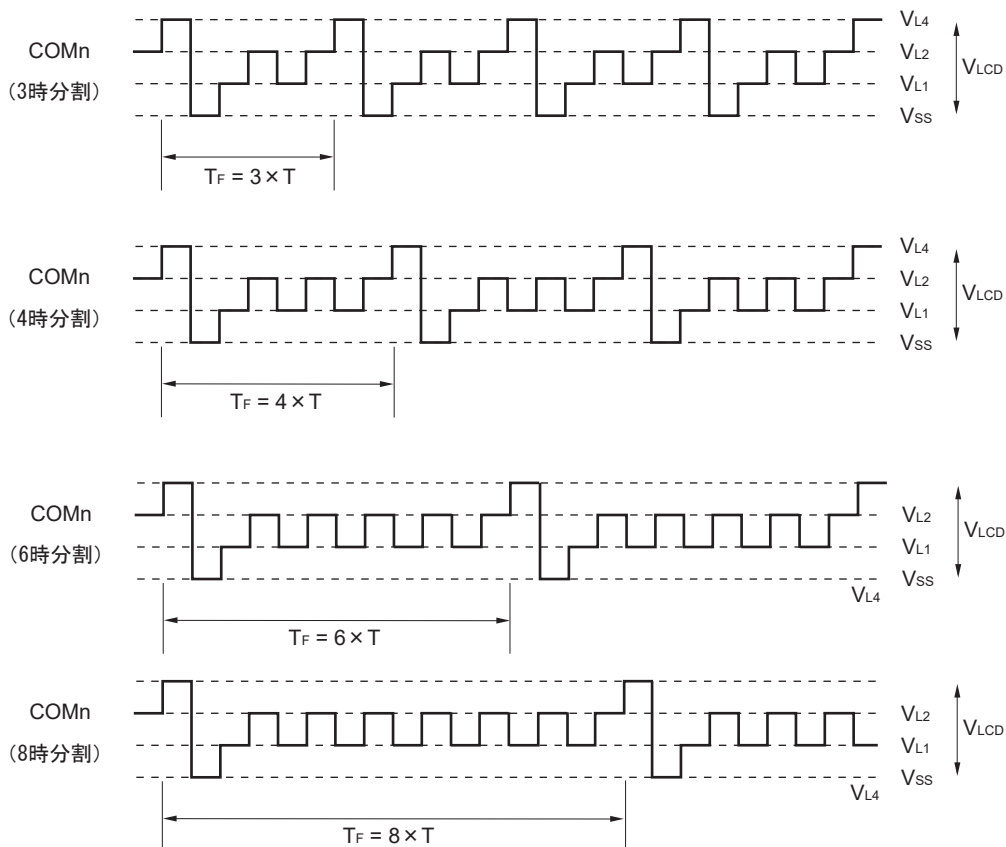 COMn
(3時分割)
VL4
VL2
VL1
VSS
VLCD
TF = 3×T
COMn
(4時分割)
VL4
VL2
VL1
VSS
VLCD
TF = 4×T
COMn
(6時分割)
VL2
VL1
VSS
VL4
VLCD
TF = 6×T
COMn
(8時分割)
VL2
VL1
VSS
VL4
VLCD
TF = 8×T